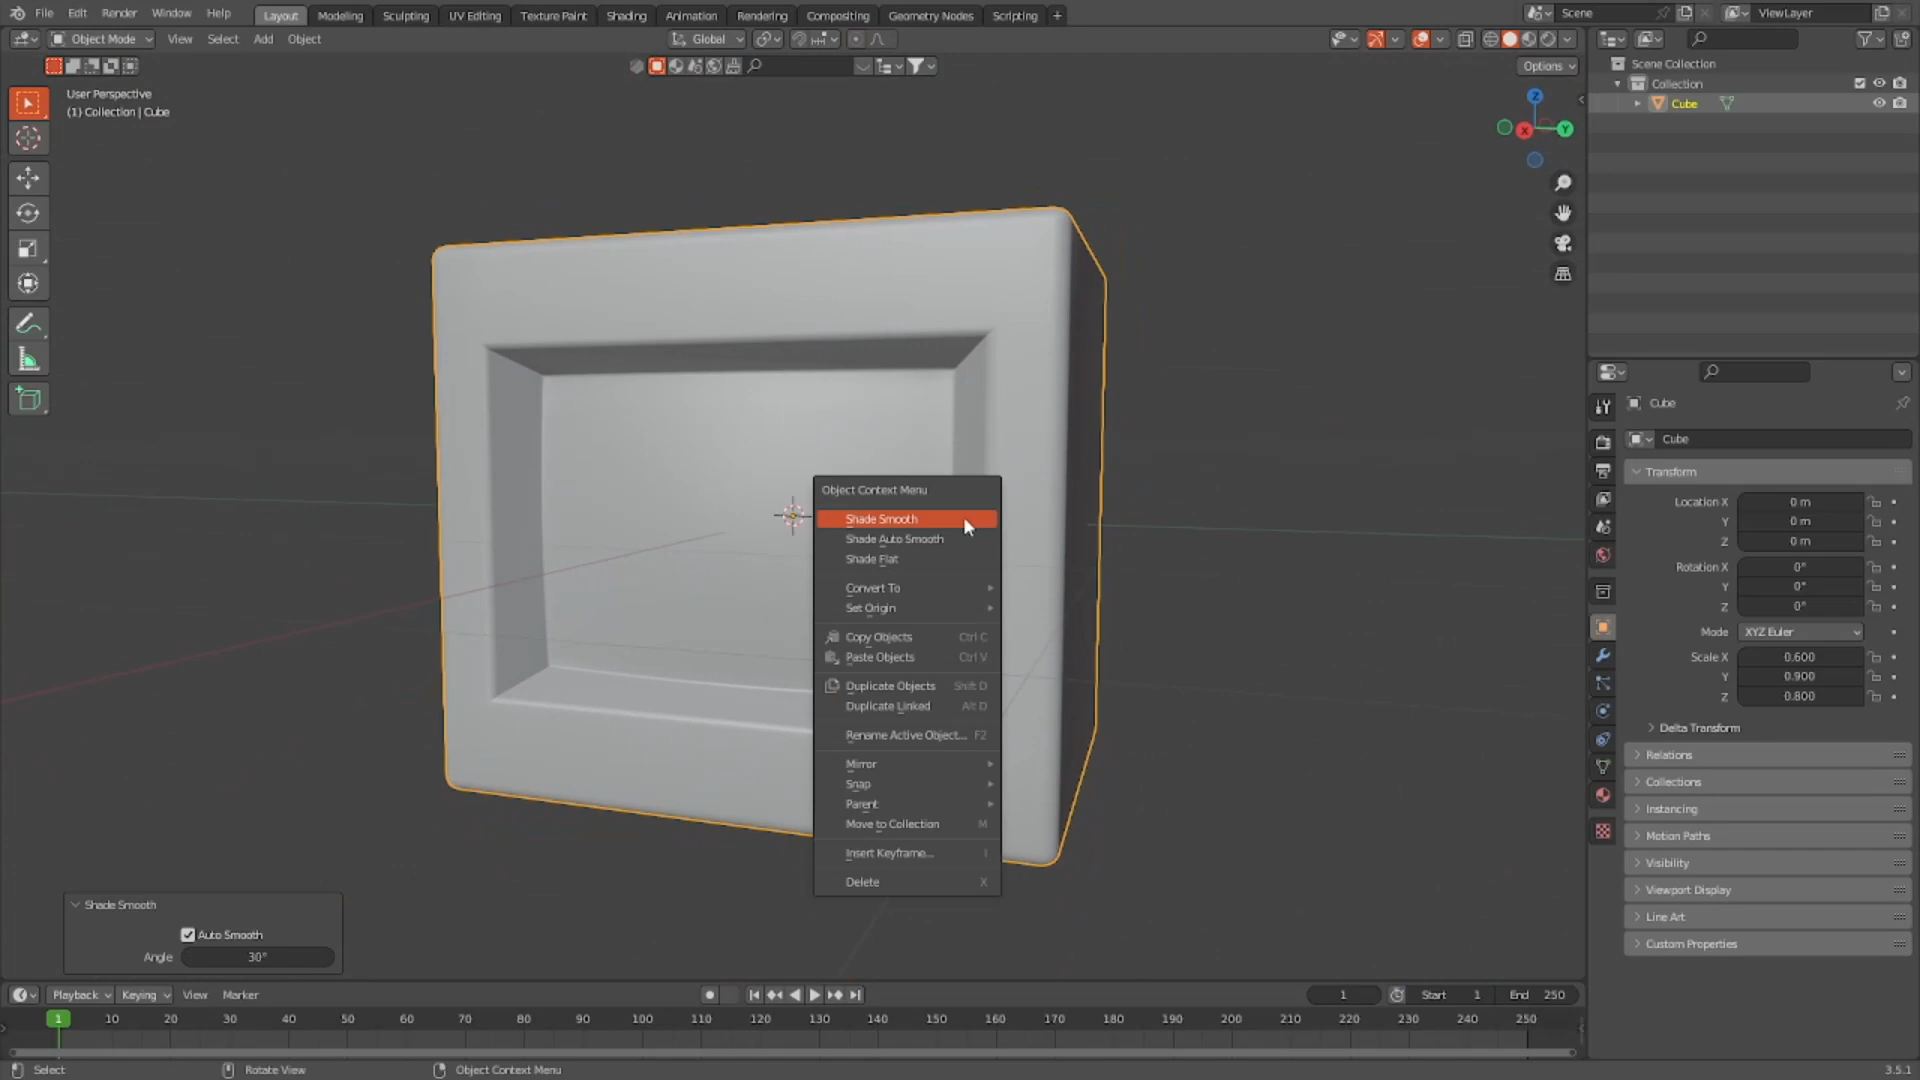 File Edit Render Window Help Layout Modeling Sculpting UV Editing Texture Paint Shading Animation Rendering Compositing Geometry Nodes Scripting + Scene ViewLayer
Object Mode View Select Add Object Global
Options
User Perspective
(1) Collection | Cube
Z
X
Y
Scene Collection
Collection
Cube
Cube
Cube
Transform
Location X 0 m
Y 0 m
Z 0 m
Rotation X 0°
Y 0°
Z 0°
Mode XYZ Euler
Scale X 0.600
Y 0.900
Z 0.800
Delta Transform
Relations
Collections
Instancing
Motion Paths
Visibility
Viewport Display
Line Art
Custom Properties
Object Context Menu
Shade Smooth
Shade Auto Smooth
Shade Flat
Convert To
Set Origin
Copy Objects Ctrl C
Paste Objects Ctrl V
Duplicate Objects Shift D
Duplicate Linked Alt D
Rename Active Object... F2
Mirror
Snap
Parent
Move to Collection M
Insert Keyframe... I
Delete X
Shade Smooth
Auto Smooth
Angle 30°
Playback Keying View Marker 1 Start 1 End 250
1 10 20 30 40 50 60 70 80 90 100 110 120 130 140 150 160 170 180 190 200 210 220 230 240 250
Select Rotate View Object Context Menu 3.5.1